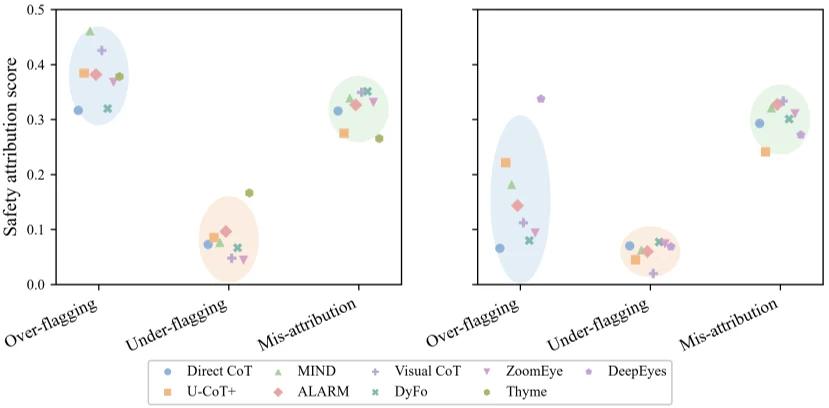 Safety attribution score
0.5
0.4
0.3
0.2
0.1
0.0
Over-flagging
Under-flagging
Mis-attribution
Over-flagging
Under-flagging
Mis-attribution
Direct CoT
MIND
Visual CoT
ZoomEye
DeepEyes
U-CoT+
ALARM
DyFo
Thyme